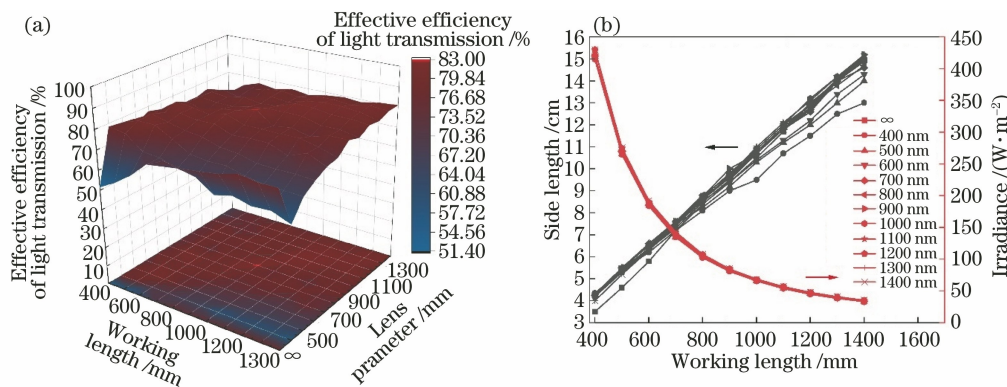 (a)
Effective efficiency
of light transmission /%
83.00
79.84
76.68
73.52
70.36
67.20
64.04
60.88
57.72
54.56
51.40
Effective efficiency
of light transmission /%
100
90
80
70
60
50
40
30
20
10
400
600
800
1000
1200
1300
Working
length /mm
∞
500
700
900
1100
1300
Lens
prameter /mm
(b)
Side length /cm
16
15
14
13
12
11
10
9
8
7
6
5
4
3
400 600 800 1000 1200 1400 1600
Working length /mm
450
400
350
300
250
200
150
100
50
0
Irradiance /(W·m⁻²)
∞
400 nm
500 nm
600 nm
700 nm
800 nm
900 nm
1000 nm
1100 nm
1200 nm
1300 nm
1400 nm